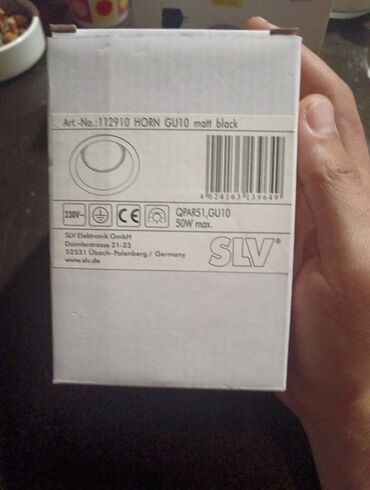 Art.-No.:112910 HORN GU10 matt black
4 024163 139649
230V~
CE
QPAR51,GU10
50W max.
SLV Elektronik GmbH
Daimlerstrasse 21-23
52531 Übach-Palenberg / Germany
www.slv.de
SLV®